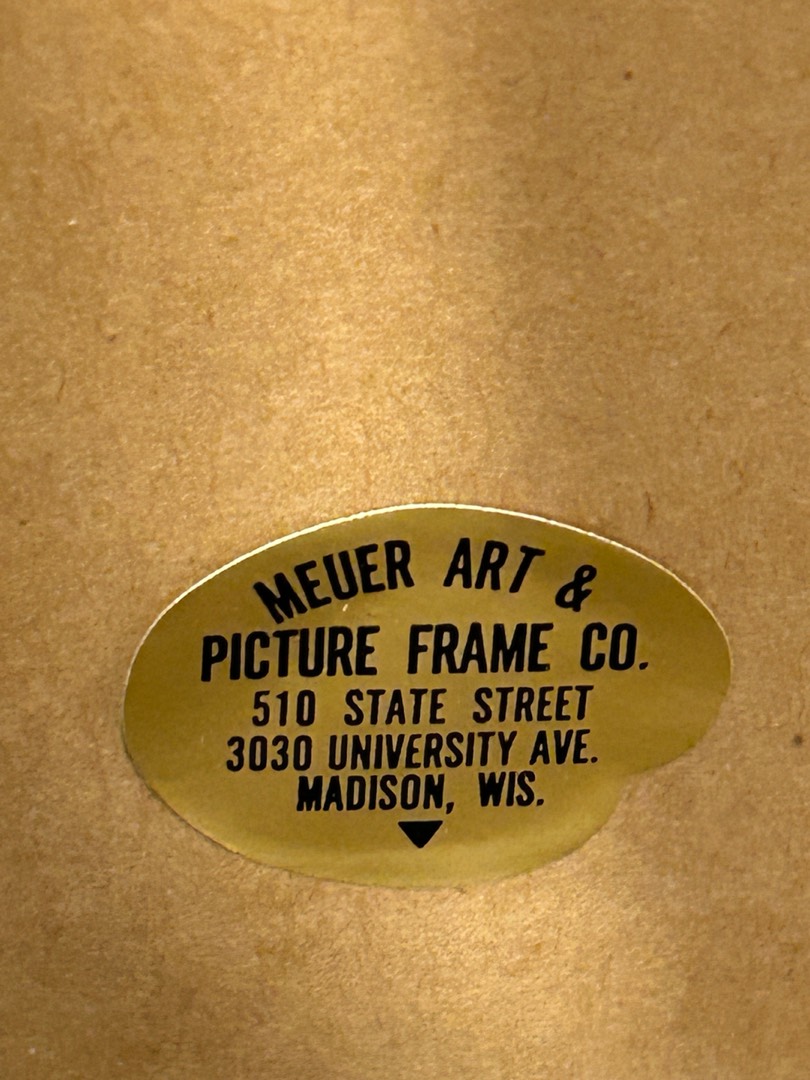 MEUER ART &
PICTURE FRAME CO.
510 STATE STREET
3030 UNIVERSITY AVE.
MADISON, WIS.